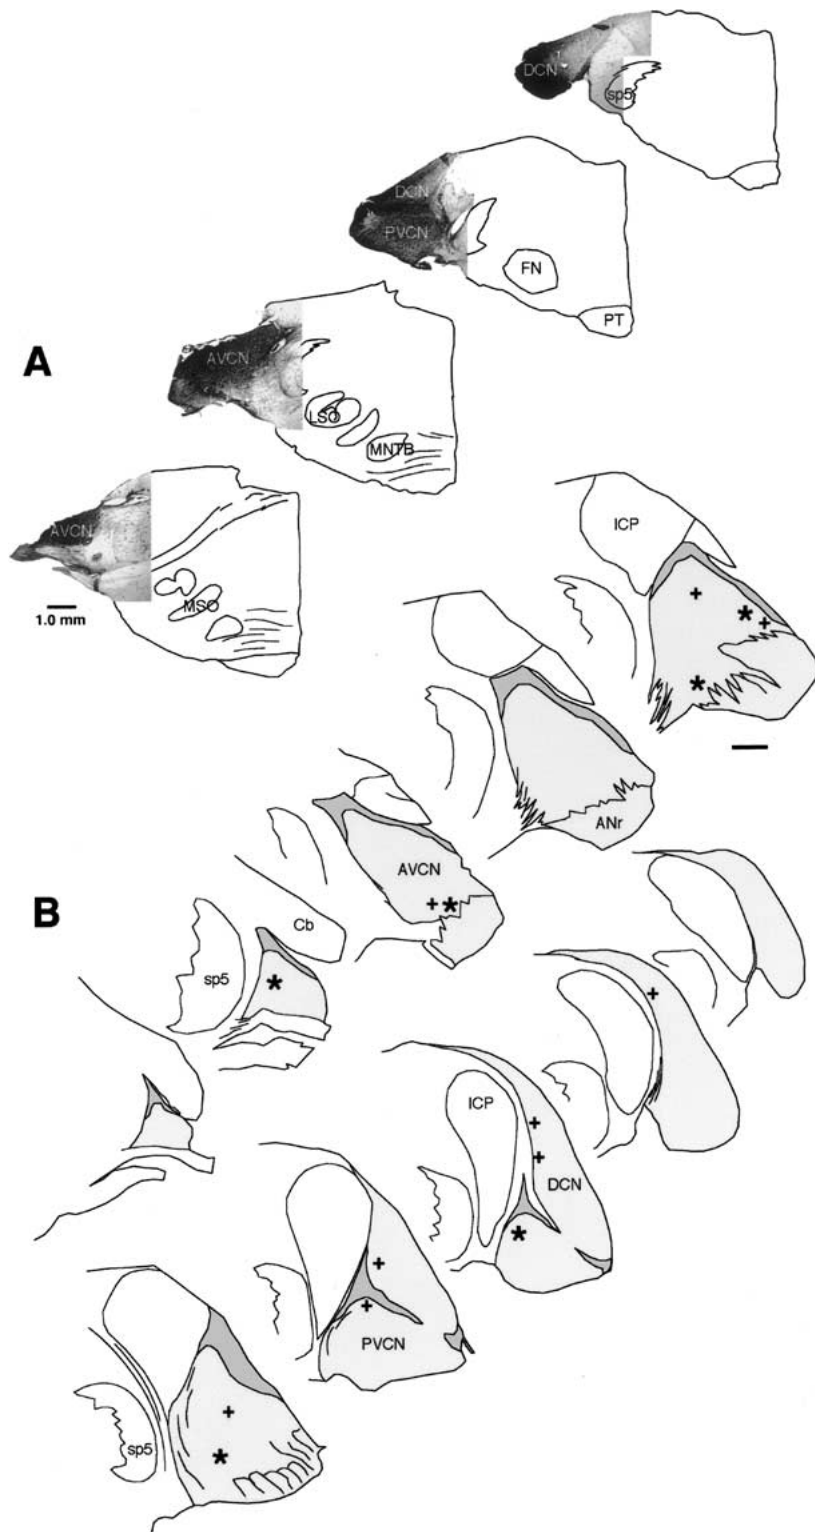 DCN
sp5
DCN
PVCN
FN
PT
A
AVCN
LSO
MNTB
AVCN
MSO
1.0 mm
ICP
ANr
AVCN
B
Cb
sp5
ICP
DCN
PVCN
sp5